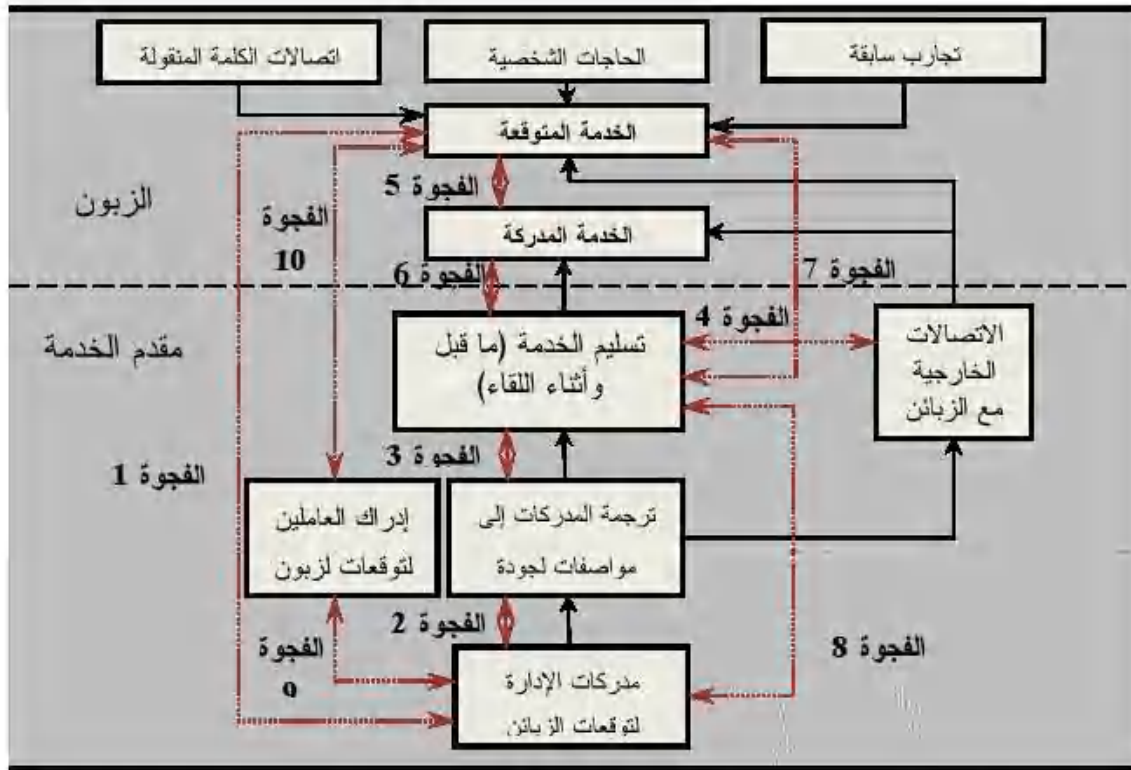 تجارب سابقة
الحاجات الشخصية
اتصالات الكلمة المنقولة
الخدمة المتوقعة
الفجوة 5
الزبون
الفجوة
10
الخدمة المدركة
الفجوة 7
الفجوة 6
الفجوة 4
تسليم الخدمة (ما قبل
وأثناء اللقاء)
الاتصالات
الخارجية
مع الزبائن
مقدم الخدمة
الفجوة 3
الفجوة 1
ترجمة المدركات إلى
مواصفات لجودة
إدراك العاملين
لتوقعات لزبون
الفجوة 2
الفجوة 8
الفجوة
9
مدركات الإدارة
لتوقعات الزبائن